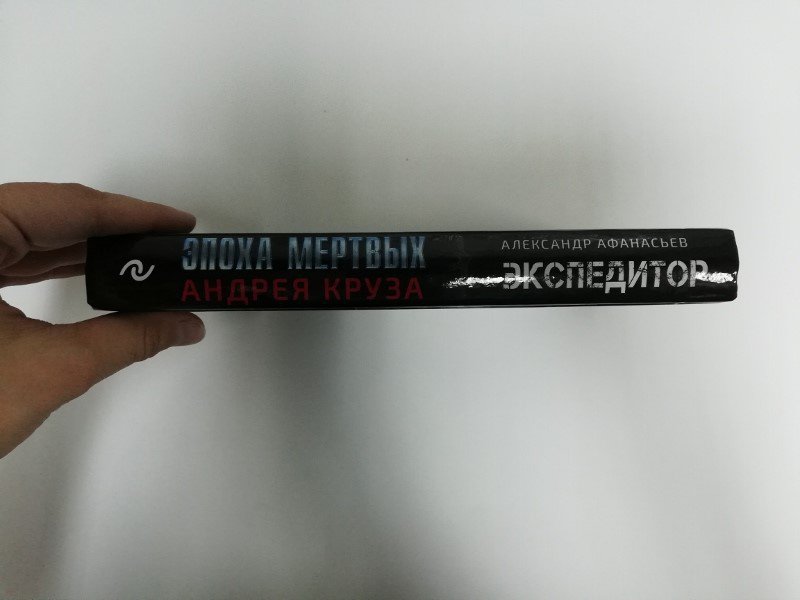 ЭПОХА МЕРТВЫХ
АНДРЕЯ КРУЗА
АЛЕКСАНДР АФАНАСЬЕВ
ЭКСПЕДИТОР